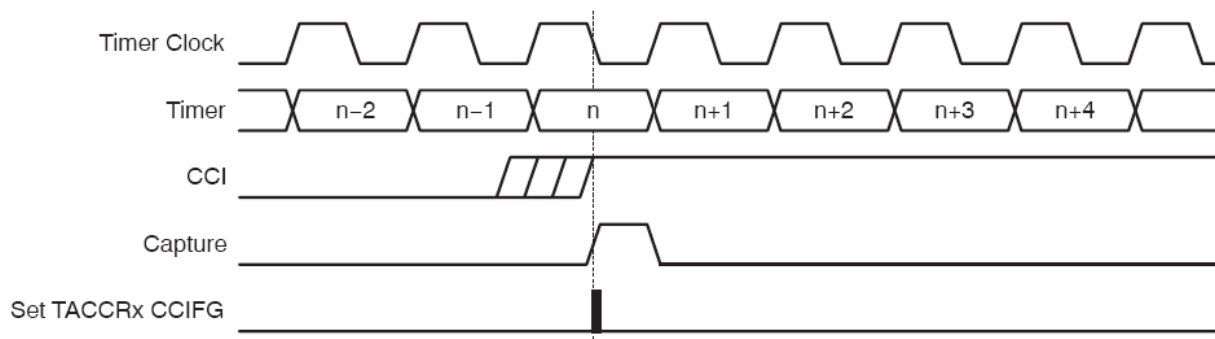 Timer Clock
Timer n−2 n−1 n n+1 n+2 n+3 n+4
CCI
Capture
Set TACCRx CCIFG